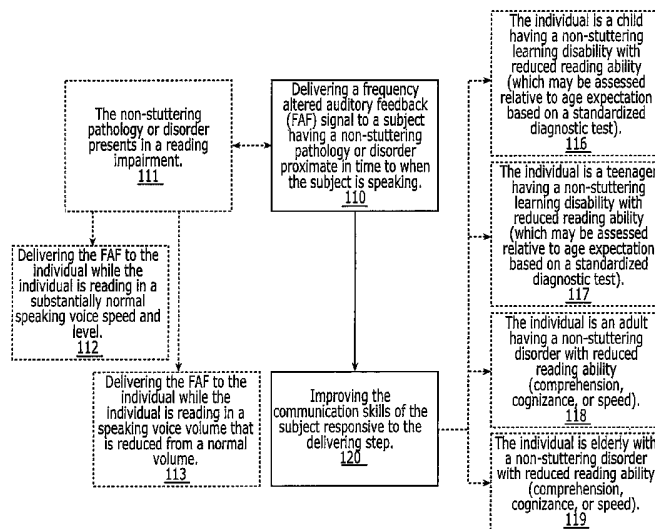 The non-stuttering
pathology or disorder
presents in a reading
impairment.
111
Delivering a frequency
altered auditory feedback
(FAF) signal to a subject
having a non-stuttering
pathology or disorder
proximate in time to when
the subject is speaking.
110
The individual is a child
having a non-stuttering
learning disability with
reduced reading ability
(which may be assessed
relative to age expectation
based on a standardized
diagnostic test).
116
The individual is a teenager
having a non-stuttering
learning disability with
reduced reading ability
(which may be assessed
relative to age expectation
based on a standardized
diagnostic test).
117
Delivering the FAF to the
individual while the
individual is reading in a
substantially normal
speaking voice speed and
level.
112
Delivering the FAF to the
individual while the
individual is reading in a
speaking voice volume that
is reduced from a normal
volume.
113
Improving the
communication skills of the
subject responsive to the
delivering step.
120
The individual is an adult
having a non-stuttering
disorder with reduced
reading ability
(comprehension,
cognizance, or speed).
118
The individual is elderly with
a non-stuttering disorder
with reduced reading ability
(comprehension,
cognizance, or speed).
119